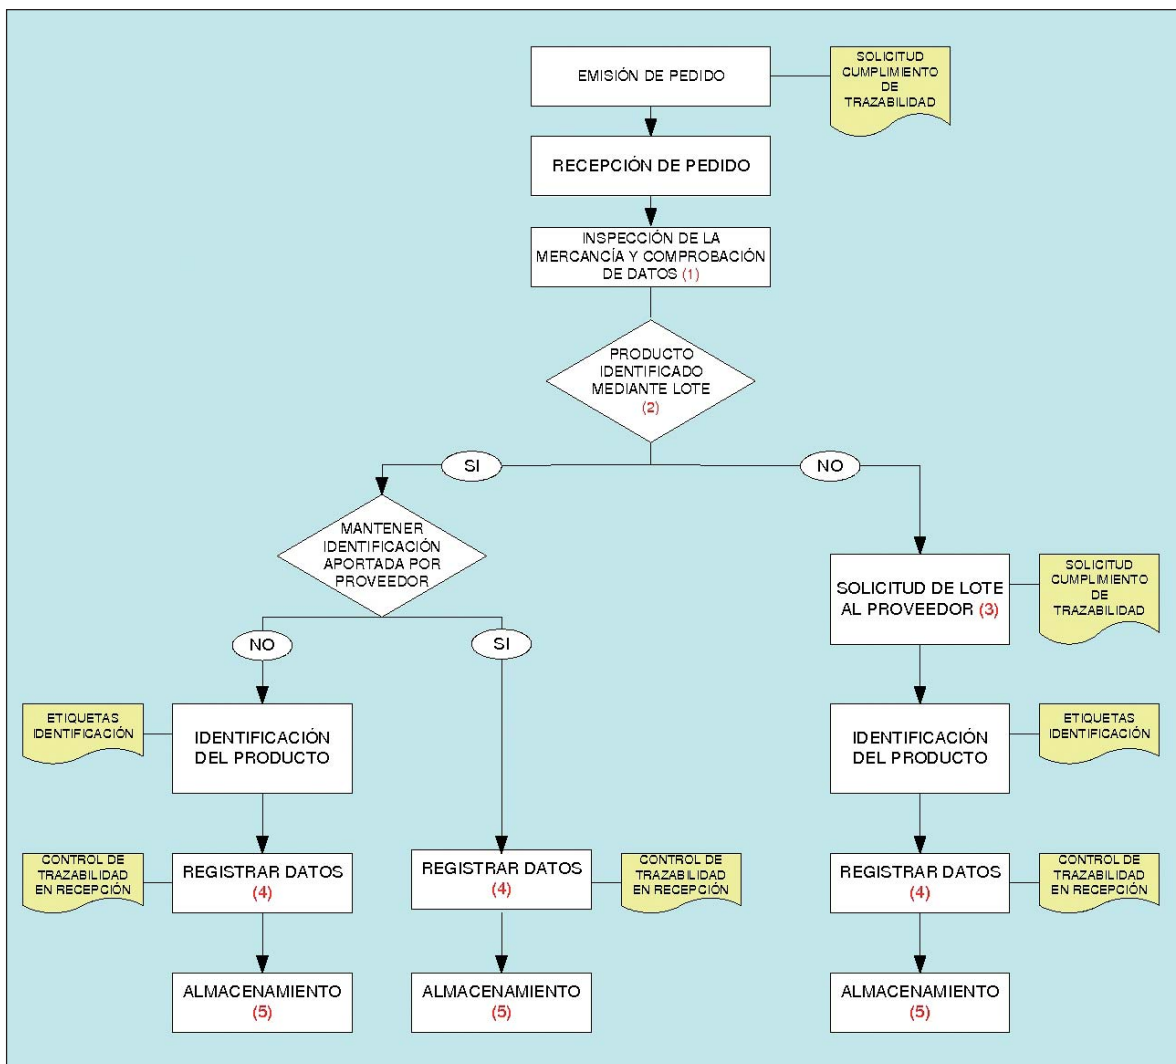 EMISIÓN DE PEDIDO
SOLICITUD
CUMPLIMIENTO
DE
TRAZABILIDAD
RECEPCIÓN DE PEDIDO
INSPECCIÓN DE LA
MERCANCÍA Y COMPROBACIÓN
DE DATOS (1)
PRODUCTO
IDENTIFICADO
MEDIANTE LOTE
(2)
SI
NO
MANTENER
IDENTIFICACIÓN
APORTADA POR
PROVEEDOR
SOLICITUD DE LOTE
AL PROVEEDOR (3)
SOLICITUD
CUMPLIMIENTO
DE
TRAZABILIDAD
NO
SI
ETIQUETAS
IDENTIFICACIÓN
IDENTIFICACIÓN
DEL PRODUCTO
IDENTIFICACIÓN
DEL PRODUCTO
ETIQUETAS
IDENTIFICACIÓN
CONTROL DE
TRAZABILIDAD
EN RECEPCIÓN
REGISTRAR DATOS
(4)
REGISTRAR DATOS
(4)
CONTROL DE
TRAZABILIDAD
EN RECEPCIÓN
REGISTRAR DATOS
(4)
CONTROL DE
TRAZABILIDAD
EN RECEPCIÓN
ALMACENAMIENTO
(5)
ALMACENAMIENTO
(5)
ALMACENAMIENTO
(5)